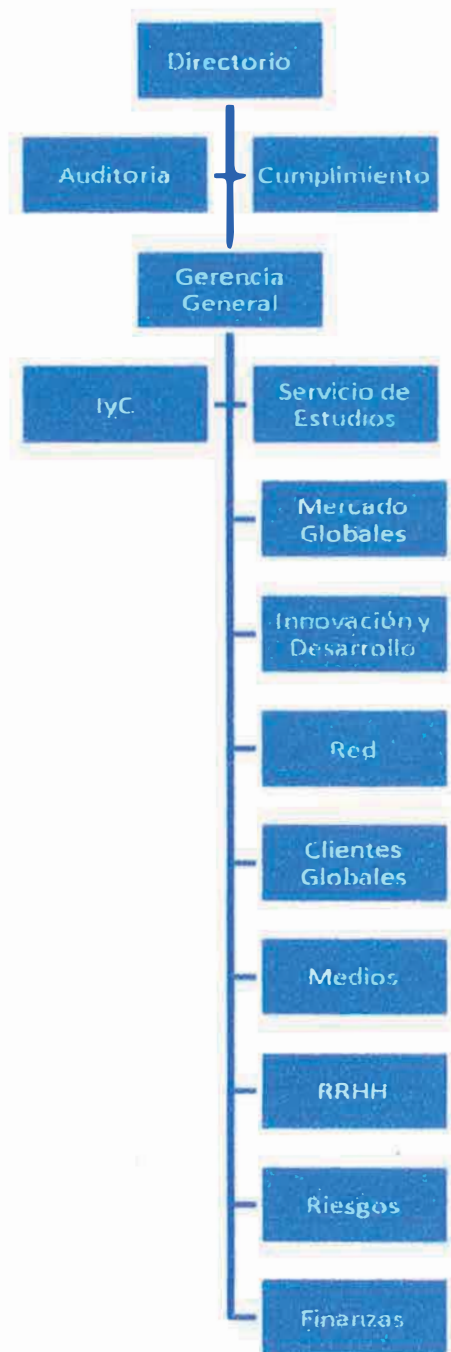 Directorio
Auditoria
Cumplimiento
Gerencia
General
IyC
Servicio de
Estudios
Mercado
Globales
Innovación y
Desarrollo
Red
Clientes
Globales
Medios
RRHH
Riesgos
Finanzas